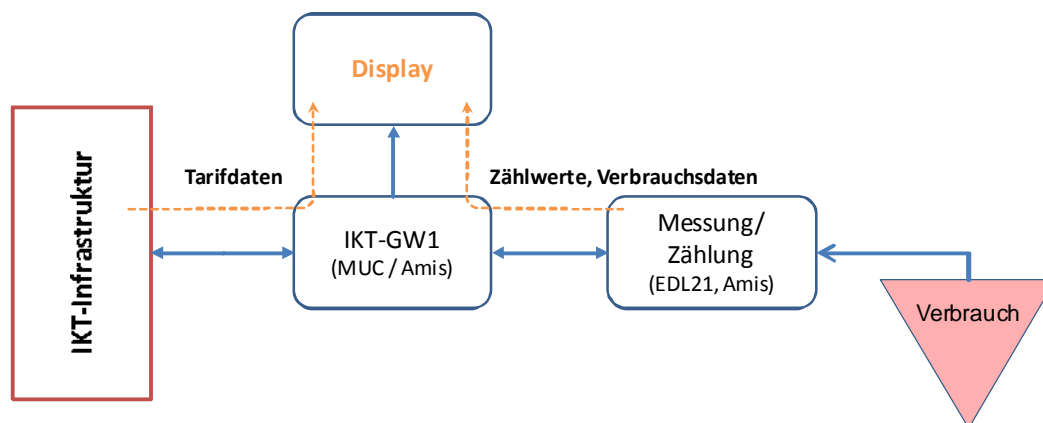 Display
IKT-Infrastruktur
Tarifdaten
Zählwerte, Verbrauchsdaten
IKT-GW1
(MUC / Amis)
Messung/
Zählung
(EDL21, Amis)
Verbrauch